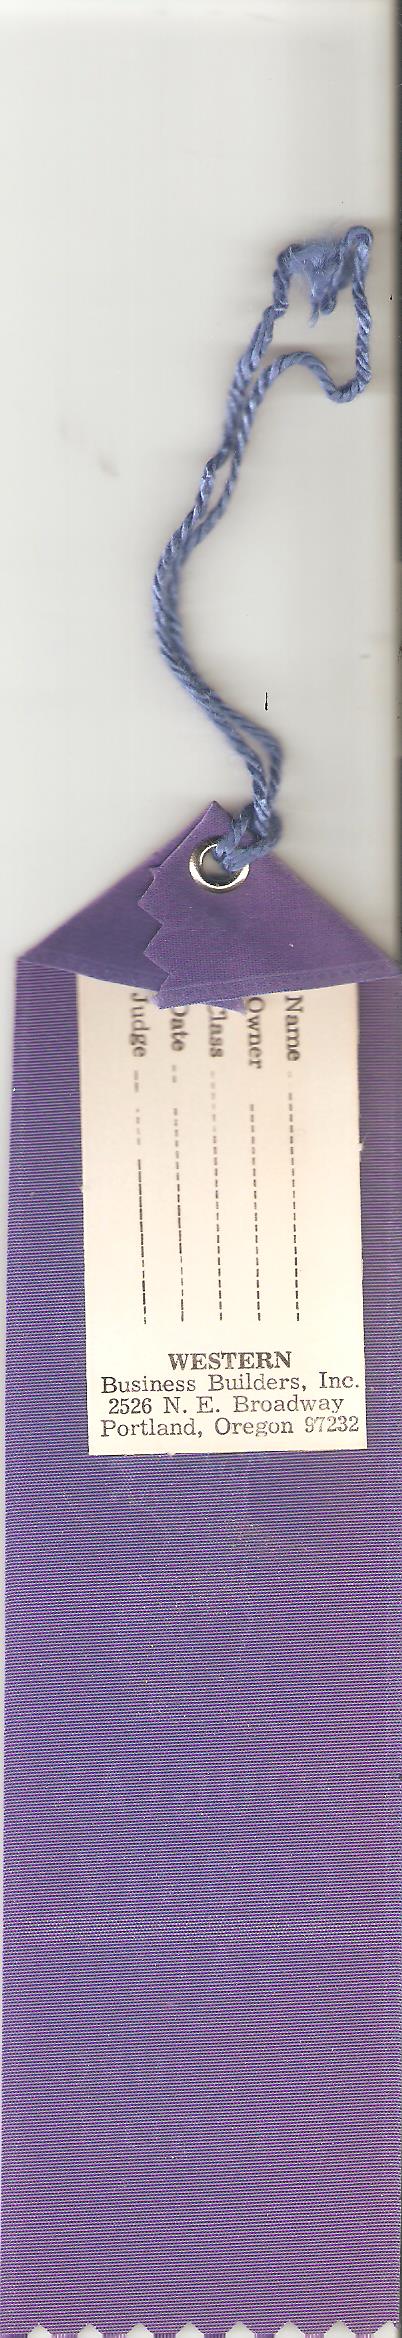 Name
Owner
Class
Date
Judge
WESTERN
Business Builders, Inc.
2526 N. E. Broadway
Portland, Oregon 97232